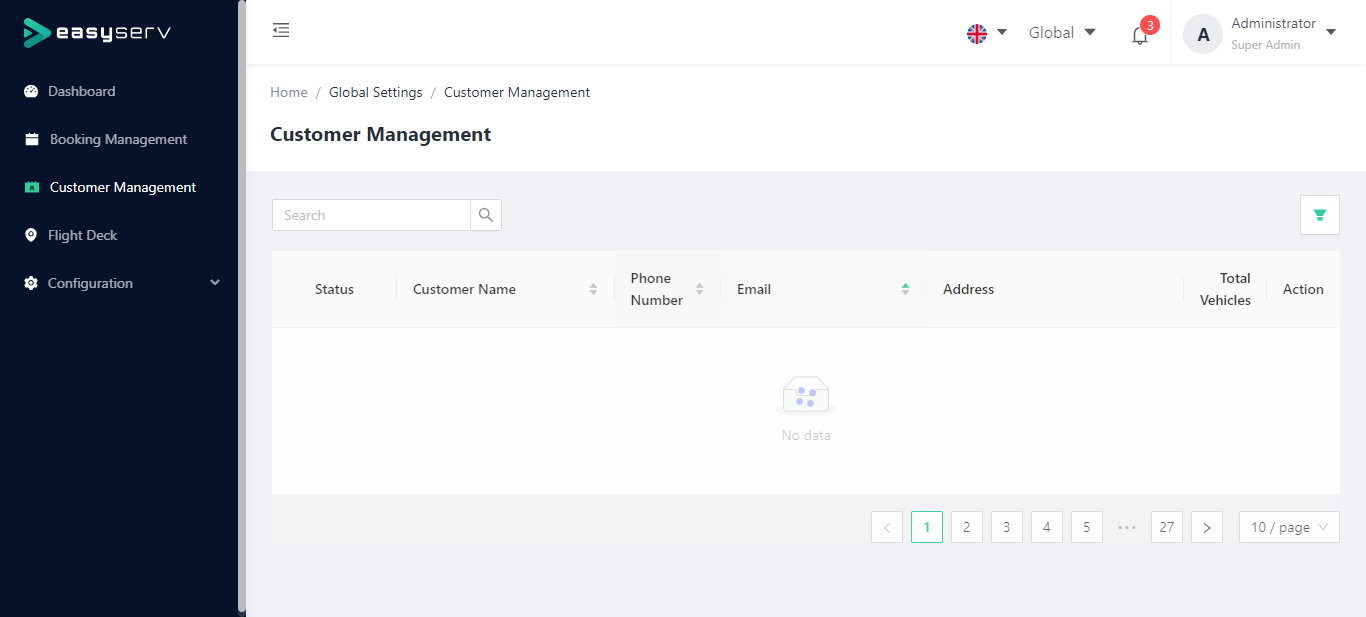 easyserv
Dashboard
Booking Management
Customer Management
Flight Deck
Configuration
Global
3
A
Administrator
Super Admin
Home / Global Settings / Customer Management
Customer Management
Search
Status
Customer Name
Phone
Number
Email
Address
Total
Vehicles
Action
No data
< 1 2 3 4 5 ••• 27 > 10 / page